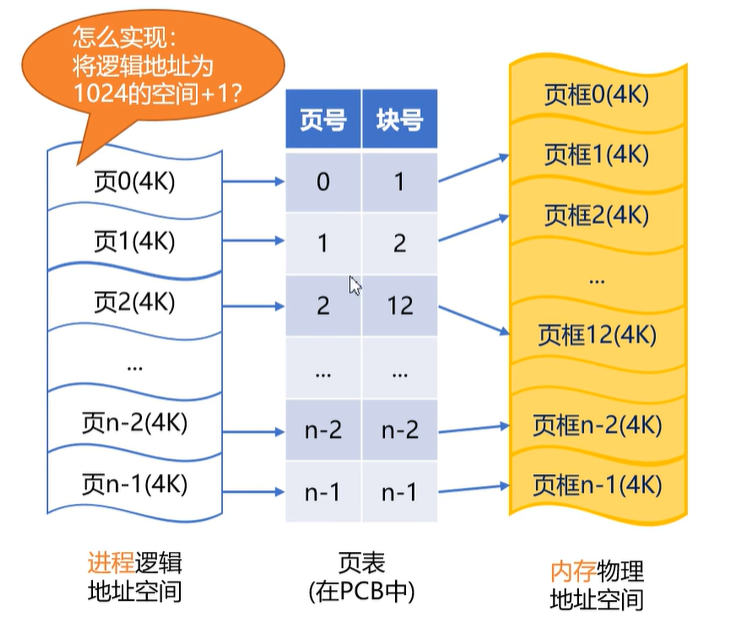 怎么实现：
将逻辑地址为
1024的空间+1？
页号 块号
页0(4K)
页1(4K)
页2(4K)
...
页n-2(4K)
页n-1(4K)
0 1
1 2
2 12
... ...
n-2 n-2
n-1 n-1
页框0(4K)
页框1(4K)
页框2(4K)
...
页框12(4K)
页框n-2(4K)
页框n-1(4K)
进程逻辑
地址空间
页表
(在PCB中)
内存物理
地址空间